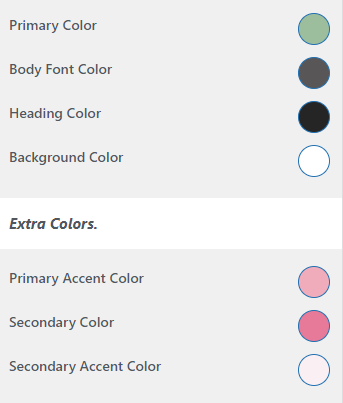 Primary Color
Body Font Color
Heading Color
Background Color
Extra Colors.
Primary Accent Color
Secondary Color
Secondary Accent Color